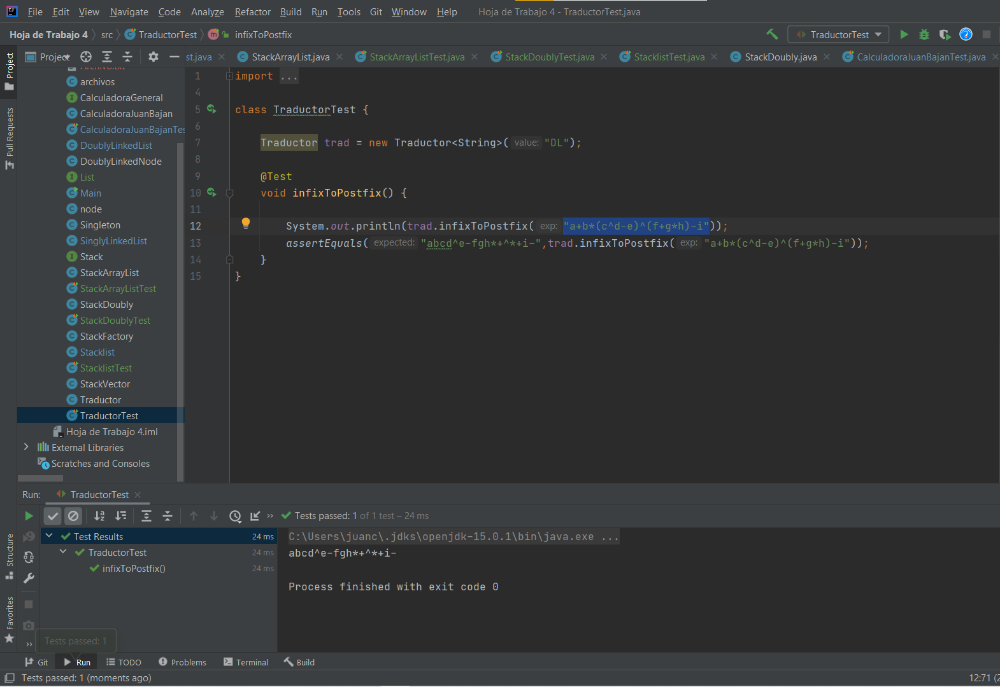 File Edit View Navigate Code Analyze Refactor Build Run Tools Git Window Help Hoja de Trabajo 4 - TraductorTest.java
Hoja de Trabajo 4 src TraductorTest m infixToPostfix TraductorTest
Project
Pull Requests
Structure
Favorites
Project st.java StackArrayList.java StackArrayListTest.java StackDoublyTest.java StacklistTest.java StackDoubly.java CalculadoraJuanBajanTest.java
Archivo.txt
archivos
CalculadoraGeneral
CalculadoraJuanBajan
CalculadoraJuanBajanTes
DoublyLinkedList
DoublyLinkedNode
List
Main
node
Singleton
SinglyLinkedList
Stack
StackArrayList
StackArrayListTest
StackDoubly
StackDoublyTest
StackFactory
Stacklist
StacklistTest
StackVector
Traductor
TraductorTest
Hoja de Trabajo 4.iml
External Libraries
Scratches and Consoles
1 import ...
4
5 class TraductorTest {
6
7 Traductor trad = new Traductor<String>( value: "DL");
8
9 @Test
10 void infixToPostfix() {
11
12 System.out.println(trad.infixToPostfix( exp: "a+b*(c^d-e)^(f+g*h)-i"));
13 assertEquals( expected: "abcd^e-fgh*+^*+i-",trad.infixToPostfix( exp: "a+b*(c^d-e)^(f+g*h)-i"));
14 }
15 }
Run: TraductorTest
Tests passed: 1 of 1 test – 24 ms
Test Results 24 ms
TraductorTest 24 ms
infixToPostfix() 24 ms
C:\Users\juanc\.jdks\openjdk-15.0.1\bin\java.exe ...
abcd^e-fgh*+^*+i-
Process finished with exit code 0
Tests passed: 1
Git Run TODO Problems Terminal Build
Tests passed: 1 (moments ago) 12:71 (2